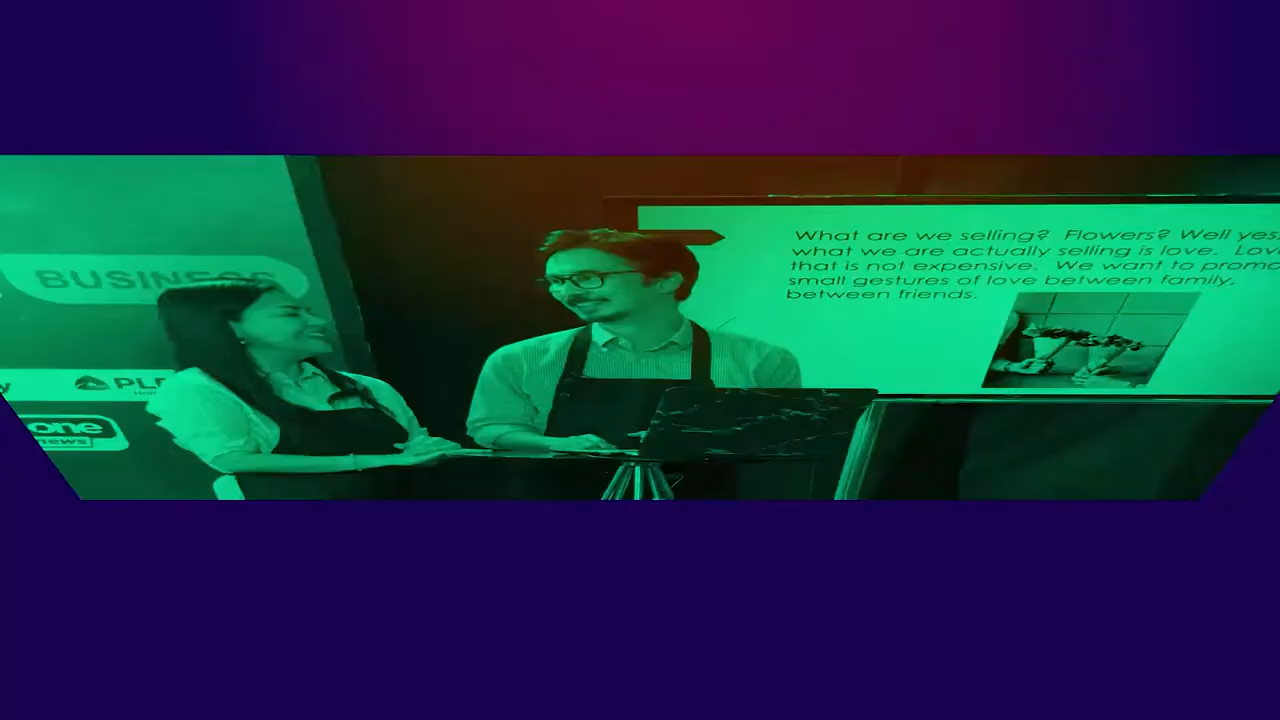 BUSINESS
What are we selling? Flowers? Well yes,
what we are actually selling is love. Lov
that is not expensive. We want to promo
small gestures of love between family,
between friends.
one
news